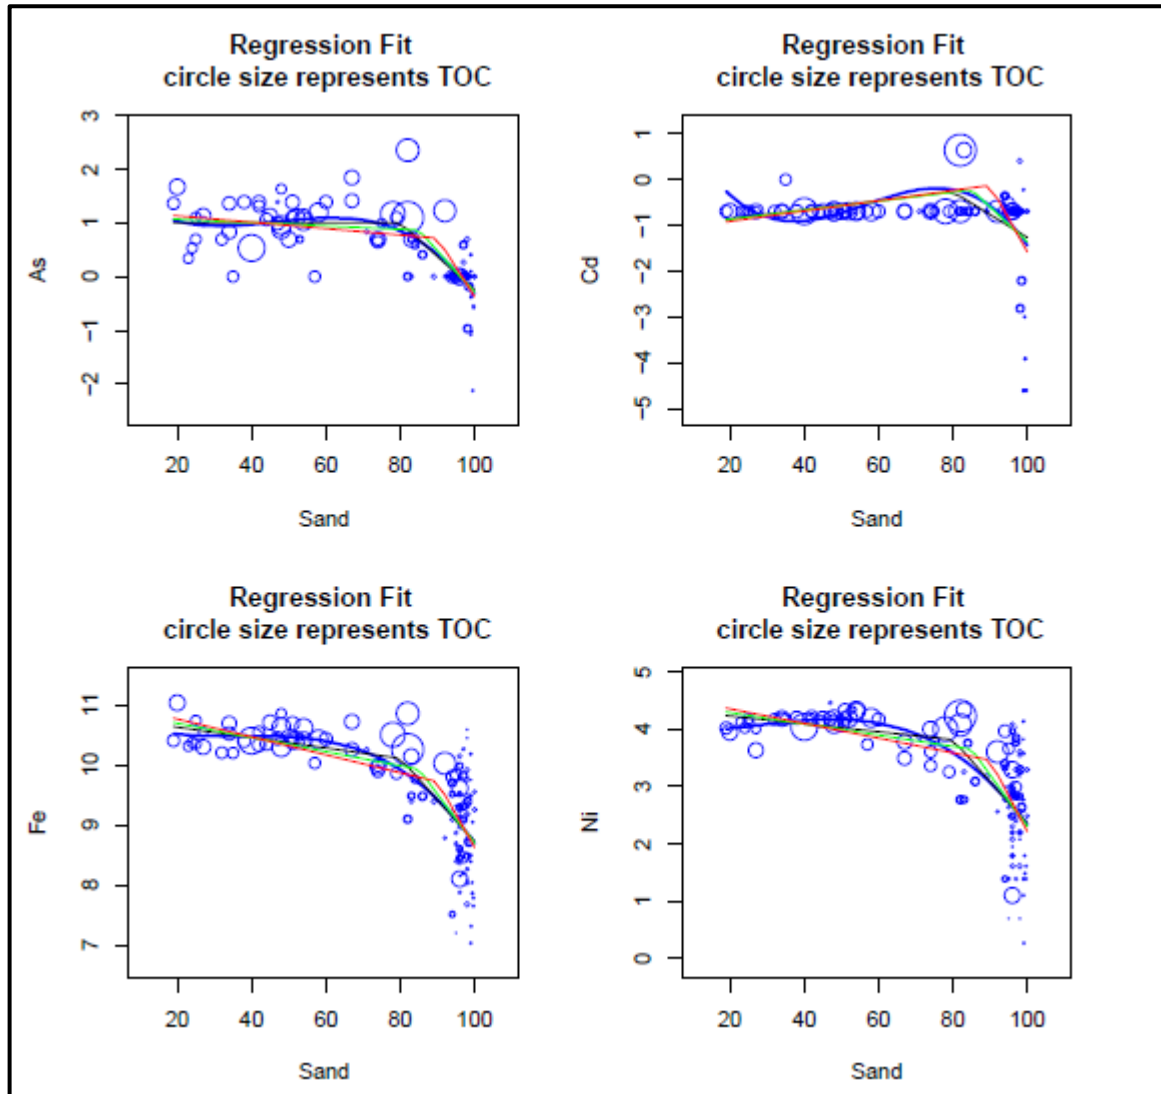 Regression Fit
circle size represents TOC
3
2
1
0
−1
−2
As
20 40 60 80 100
Sand
Regression Fit
circle size represents TOC
1
0
−1
−2
−3
−4
−5
Cd
20 40 60 80 100
Sand
Regression Fit
circle size represents TOC
11
10
9
8
7
Fe
20 40 60 80 100
Sand
Regression Fit
circle size represents TOC
5
4
3
2
1
0
Ni
20 40 60 80 100
Sand